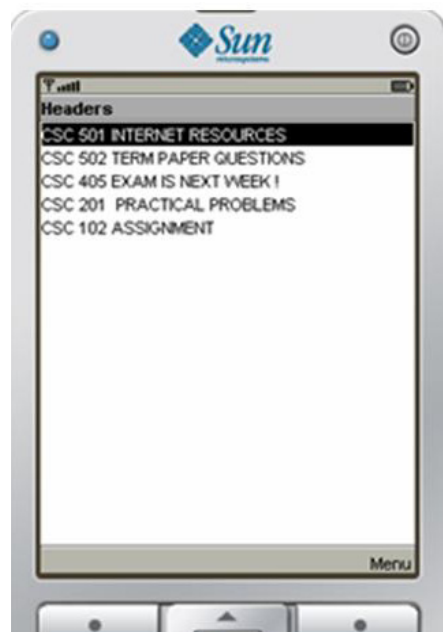 Sun
microsystems
Headers
CSC 501 INTERNET RESOURCES
CSC 502 TERM PAPER QUESTIONS
CSC 405 EXAM IS NEXT WEEK !
CSC 201 PRACTICAL PROBLEMS
CSC 102 ASSIGNMENT
Menu